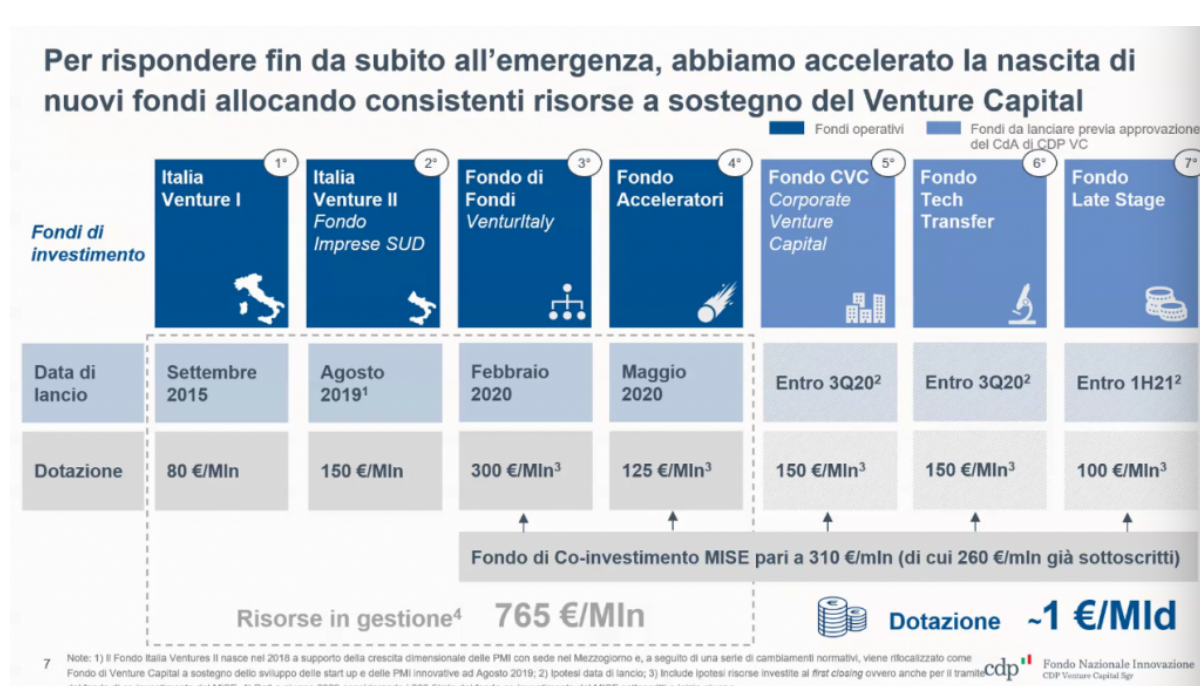 Per rispondere fin da subito all'emergenza, abbiamo accelerato la nascita di
nuovi fondi allocando consistenti risorse a sostegno del Venture Capital
Fondi operativi
Fondi da lanciare previa approvazione
del CdA di CDP VC
Fondi di
investimento
1°
Italia
Venture I
2°
Italia
Venture II
Fondo
Imprese SUD
3°
Fondo di
Fondi
VenturItaly
4°
Fondo
Acceleratori
5°
Fondo CVC
Corporate
Venture
Capital
6°
Fondo
Tech
Transfer
7°
Fondo
Late Stage
Data di
lancio
Settembre
2015
Agosto
2019¹
Febbraio
2020
Maggio
2020
Entro 3Q20²
Entro 3Q20²
Entro 1H21²
Dotazione
80 €/Mln
150 €/Mln
300 €/Mln³
125 €/Mln³
150 €/Mln³
150 €/Mln³
100 €/Mln³
Fondo di Co-investimento MISE pari a 310 €/mln (di cui 260 €/mln già sottoscritti)
Risorse in gestione⁴ 765 €/Mln
Dotazione ~1 €/Mld
7
Note: 1) Il Fondo Italia Ventures II nasce nel 2018 a supporto della crescita dimensionale delle PMI con sede nel Mezzogiorno e, a seguito di una serie di cambiamenti normativi, viene rifocalizzato come
Fondo di Venture Capital a sostegno dello sviluppo delle start up e delle PMI innovative ad Agosto 2019; 2) Ipotesi data di lancio; 3) Include ipotesi risorse investite al first closing ovvero anche per il tramite
cdp
Fondo Nazionale Innovazione
CDP Venture Capital Sgr